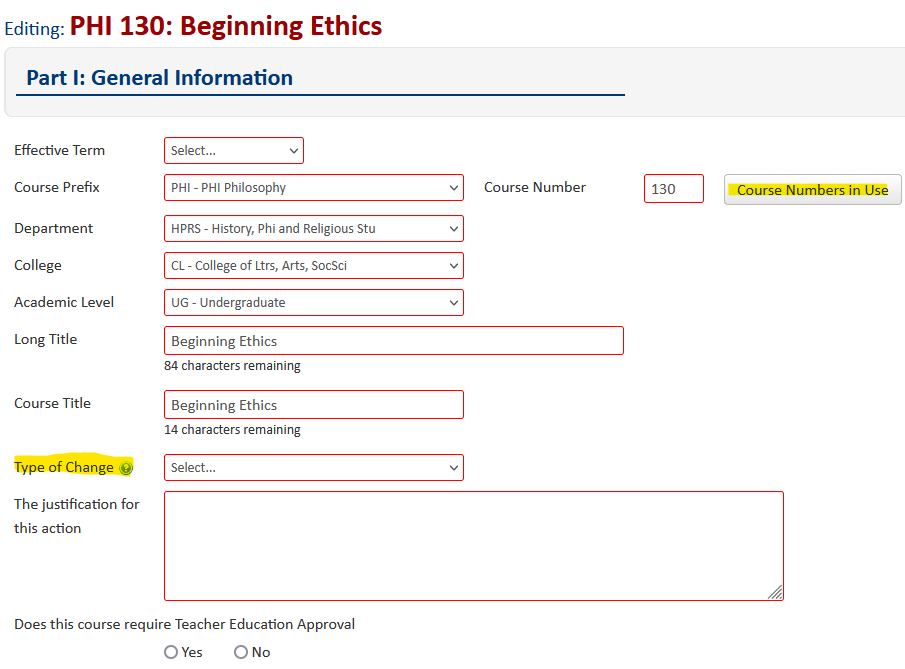 Editing: PHI 130: Beginning Ethics
Part I: General Information
Effective Term Select...
Course Prefix PHI - PHI Philosophy Course Number 130 Course Numbers in Use
Department HPRS - History, Phi and Religious Stu
College CL - College of Ltrs, Arts, SocSci
Academic Level UG - Undergraduate
Long Title Beginning Ethics
84 characters remaining
Course Title Beginning Ethics
14 characters remaining
Type of Change ? Select...
The justification for
this action
Does this course require Teacher Education Approval
Yes No